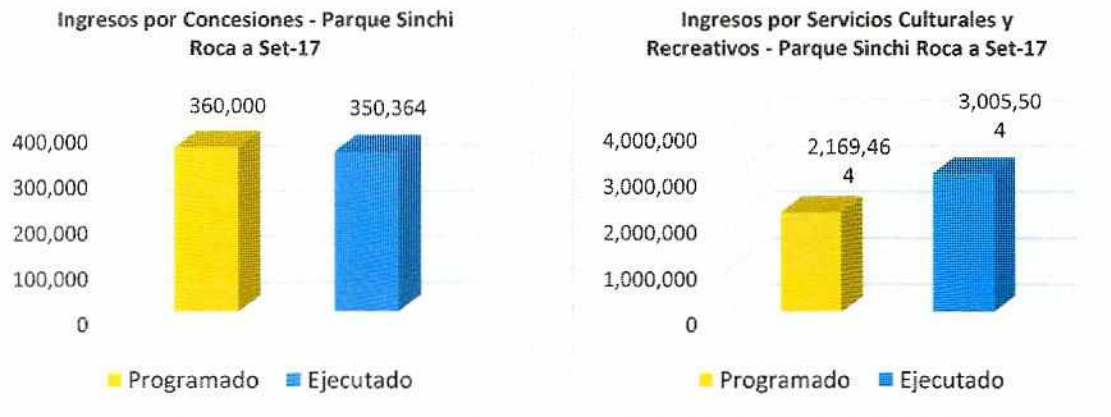 Ingresos por Concesiones - Parque Sinchi
Roca a Set-17
360,000
350,364
400,000
300,000
200,000
100,000
0
Programado
Ejecutado
Ingresos por Servicios Culturales y
Recreativos - Parque Sinchi Roca a Set-17
3,005,50
4
2,169,46
4
4,000,000
3,000,000
2,000,000
1,000,000
0
Programado
Ejecutado